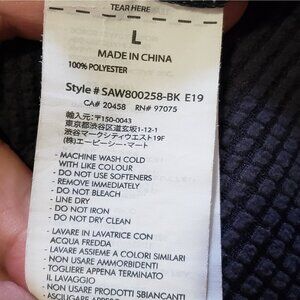 TEAR HERE
L
MADE IN CHINA
100% POLYESTER
Style # SAW800258-BK E19
CA# 20458 RN# 97075
輸入元:〒150-0043
東京都渋谷区道玄坂1-12-1
渋谷マークシティウエスト19F
(株)エービーシー・マート
- MACHINE WASH COLD
WITH LIKE COLOUR
- DO NOT USE SOFTENERS
- REMOVE IMMEDIATELY
- DO NOT BLEACH
- LINE DRY
- DO NOT IRON
- DO NOT DRY CLEAN
- LAVARE IN LAVATRICE CON
ACQUA FREDDA
- LAVARE ASSIEME A COLORI SIMILARI
- NON USARE AMMORBIDENTI
- TOGLIERE APPENA TERMINATO
IL LAVAGGIO
- NON USARE PRODOTTI SBIANCANTI
- ASCIUGARE APPESO